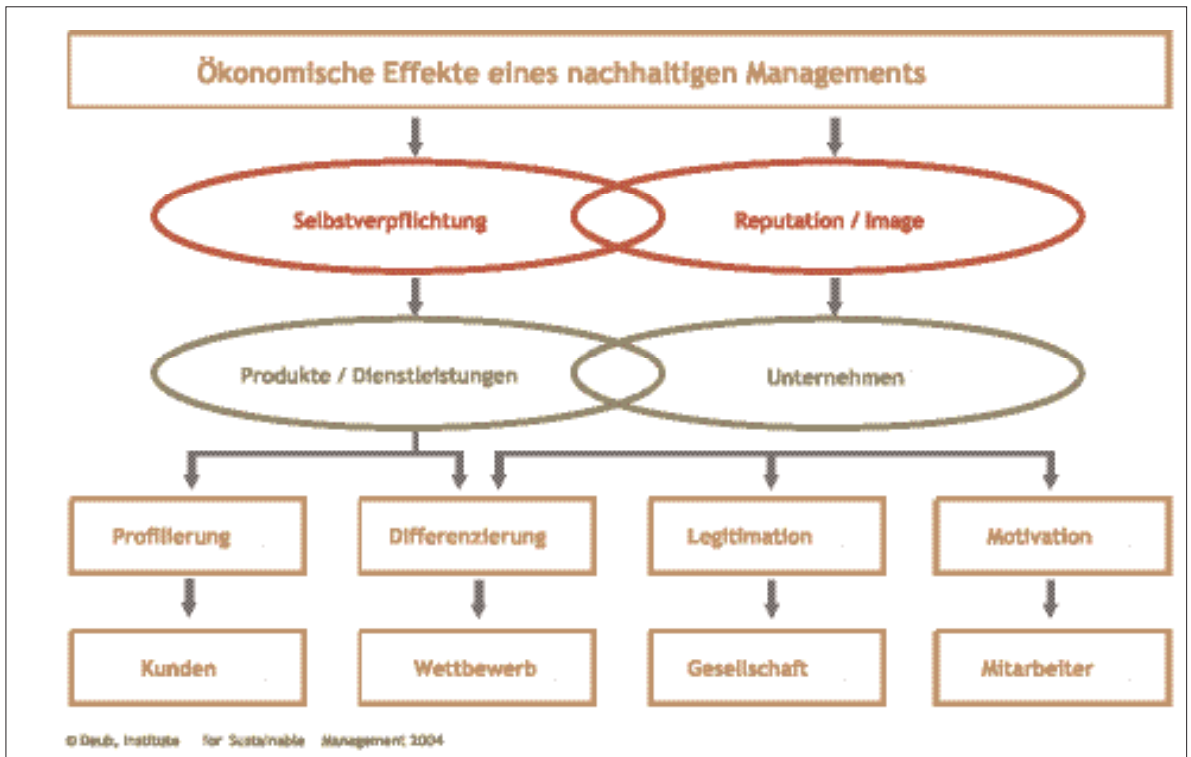 Ökonomische Effekte eines nachhaltigen Managements
Selbstverpflichtung
Reputation / Image
Produkte / Dienstleistungen
Unternehmen
Profilierung
Differenzierung
Legitimation
Motivation
Kunden
Wettbewerb
Gesellschaft
Mitarbeiter
© Institute for Sustainable Management 2004